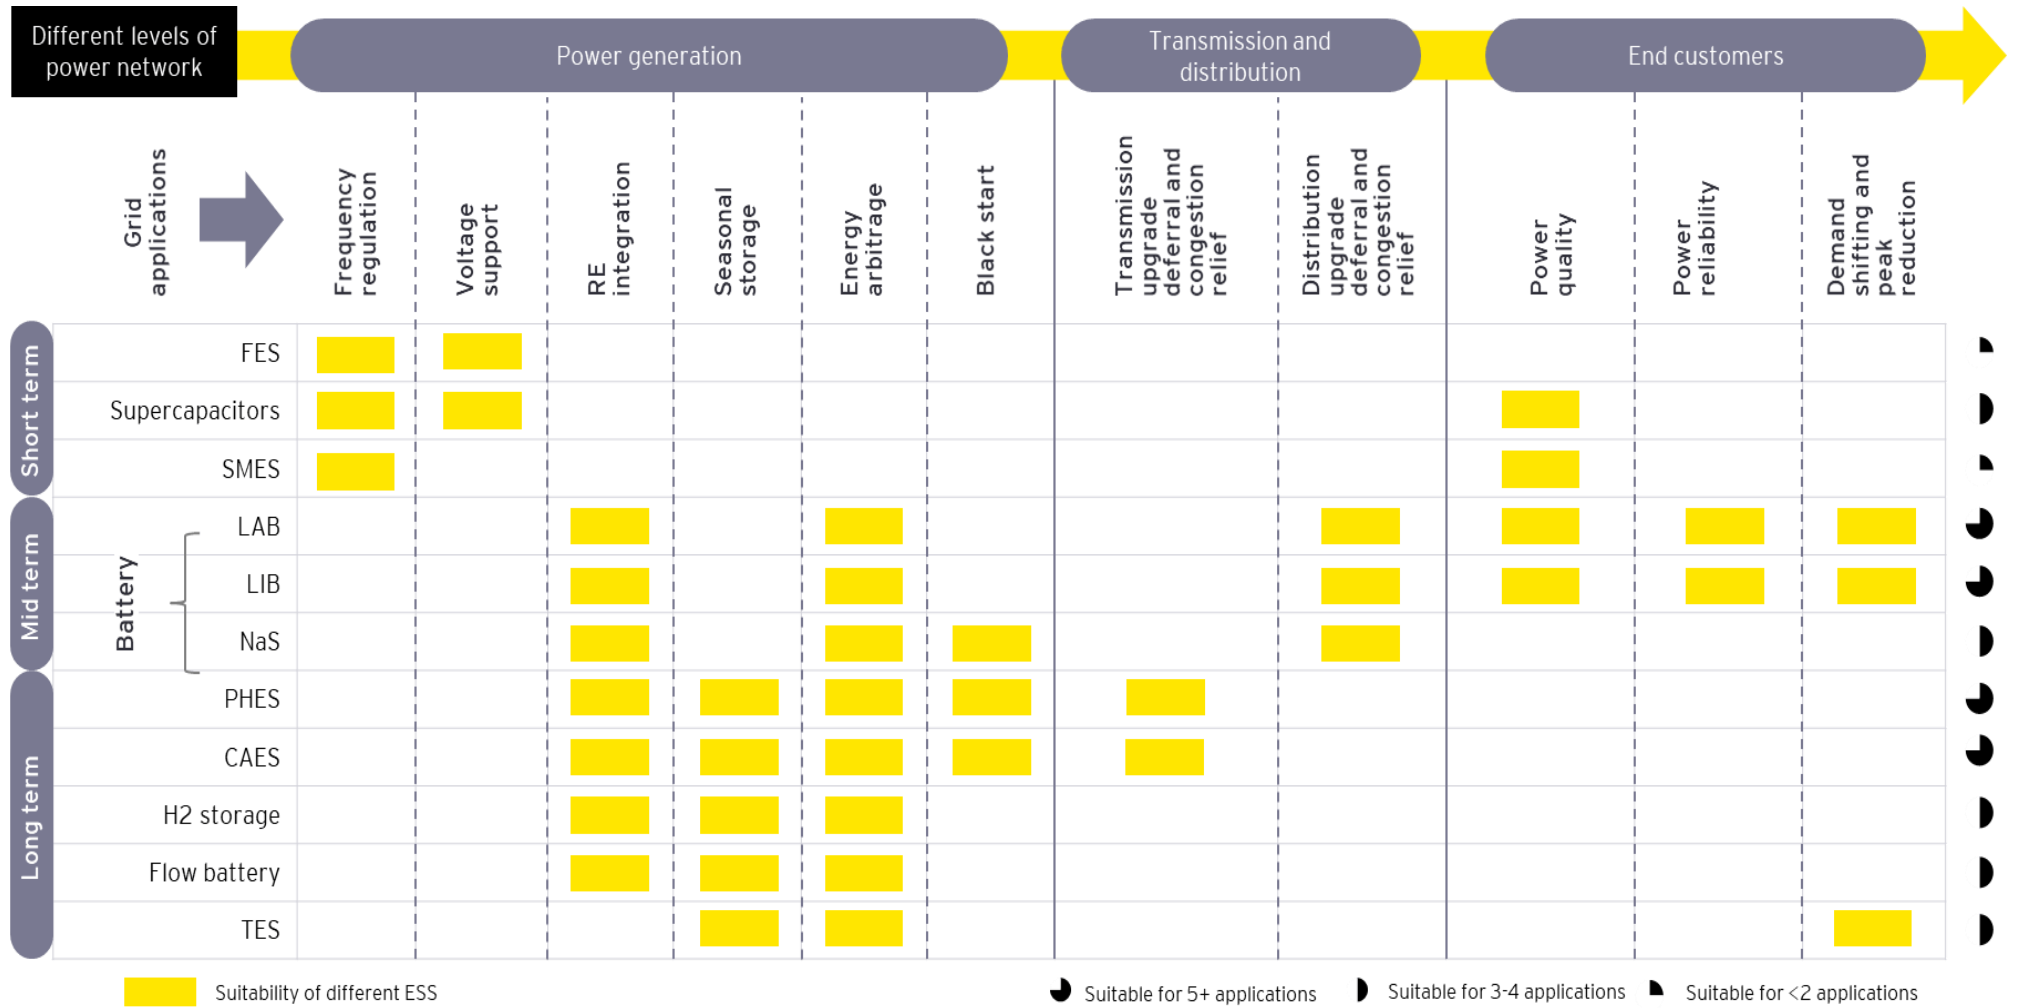 Different levels of
power network
Power generation
Transmission and
distribution
End customers
Grid
applications
Frequency
regulation
Voltage
support
RE
integration
Seasonal
storage
Energy
arbitrage
Black start
Transmission
upgrade
deferral and
congestion
relief
Distribution
upgrade
deferral and
congestion
relief
Power
quality
Power
reliability
Demand
shifting and
peak
reduction
Short term
FES
Supercapacitors
SMES
Mid term
Battery
LAB
LIB
NaS
Long term
PHES
CAES
H2 storage
Flow battery
TES
Suitability of different ESS
Suitable for 5+ applications
Suitable for 3-4 applications
Suitable for <2 applications